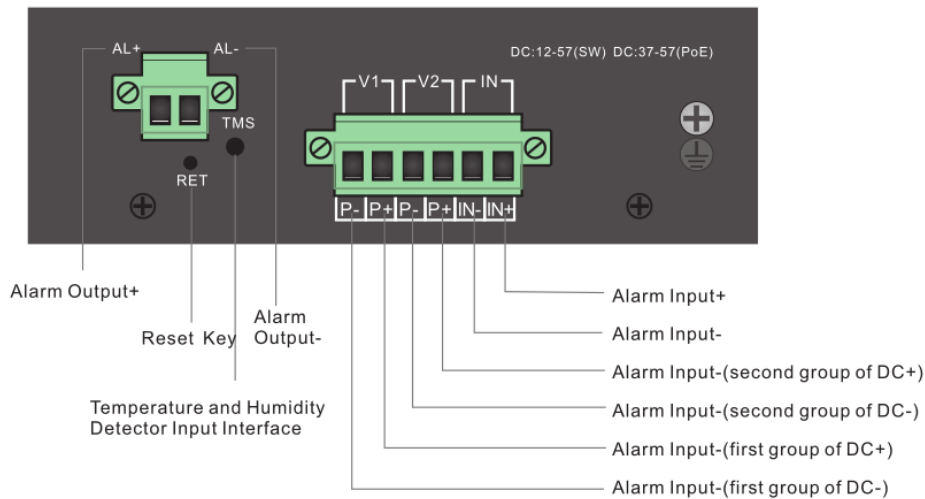 AL+
AL-
DC:12-57(SW) DC:37-57(PoE)
V1
V2
IN
TMS
RET
P-
P+
P-
P+
IN-
IN+
Alarm Output+
Reset Key
Alarm
Output-
Temperature and Humidity
Detector Input Interface
Alarm Input+
Alarm Input-
Alarm Input-(second group of DC+)
Alarm Input-(second group of DC-)
Alarm Input-(first group of DC+)
Alarm Input-(first group of DC-)